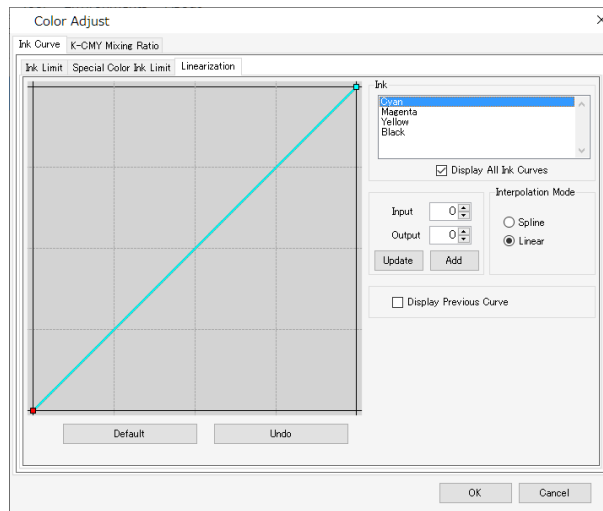 Color Adjust
Ink Curve
K-CMY Mixing Ratio
Ink Limit
Special Color Ink Limit
Linearization
Ink
Cyan
Magenta
Yellow
Black
Display All Ink Curves
Interpolation Mode
Input
0
Spline
Output
0
Linear
Update
Add
Display Previous Curve
Default
Undo
OK
Cancel